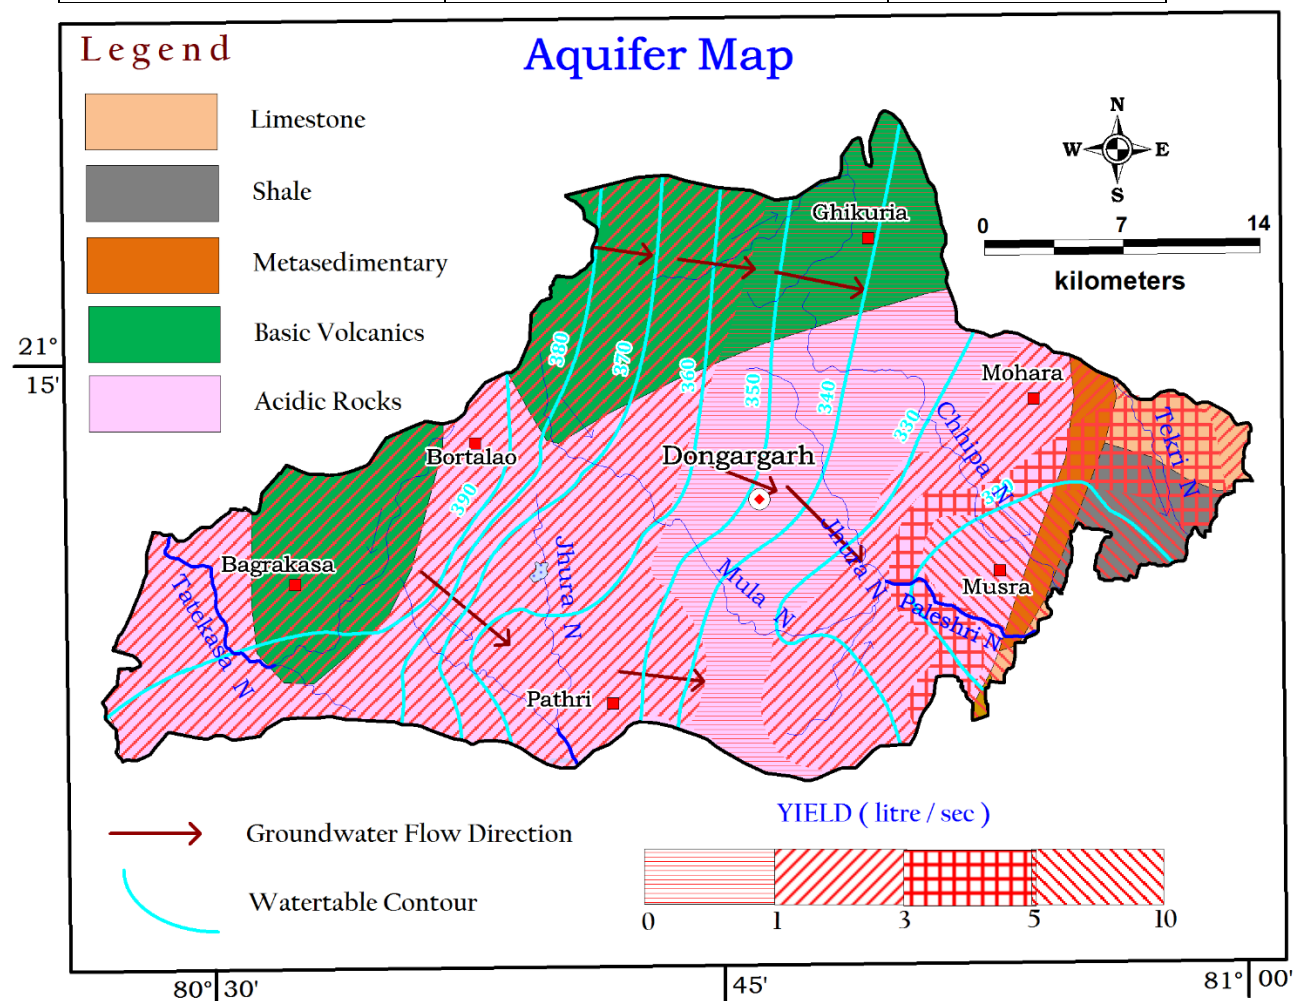 Legend
Aquifer Map
Limestone
Shale
Metasedimentary
Basic Volcanics
Acidic Rocks
N
W E
S
0 7 14
kilometers
21°
15'
Ghikuria
380
370
360
350
340
330
Mohara
Chhipa N
Tekri N
Bortalao
Dongargarh
390
Bagrakasa
Tatekasa N
Jhura N
Mula N
Jhura N
Musra
Paleshri N
Pathri
Groundwater Flow Direction
Watertable Contour
YIELD ( litre / sec )
0 1 3 5 10
80° 30'
45'
81° 00'